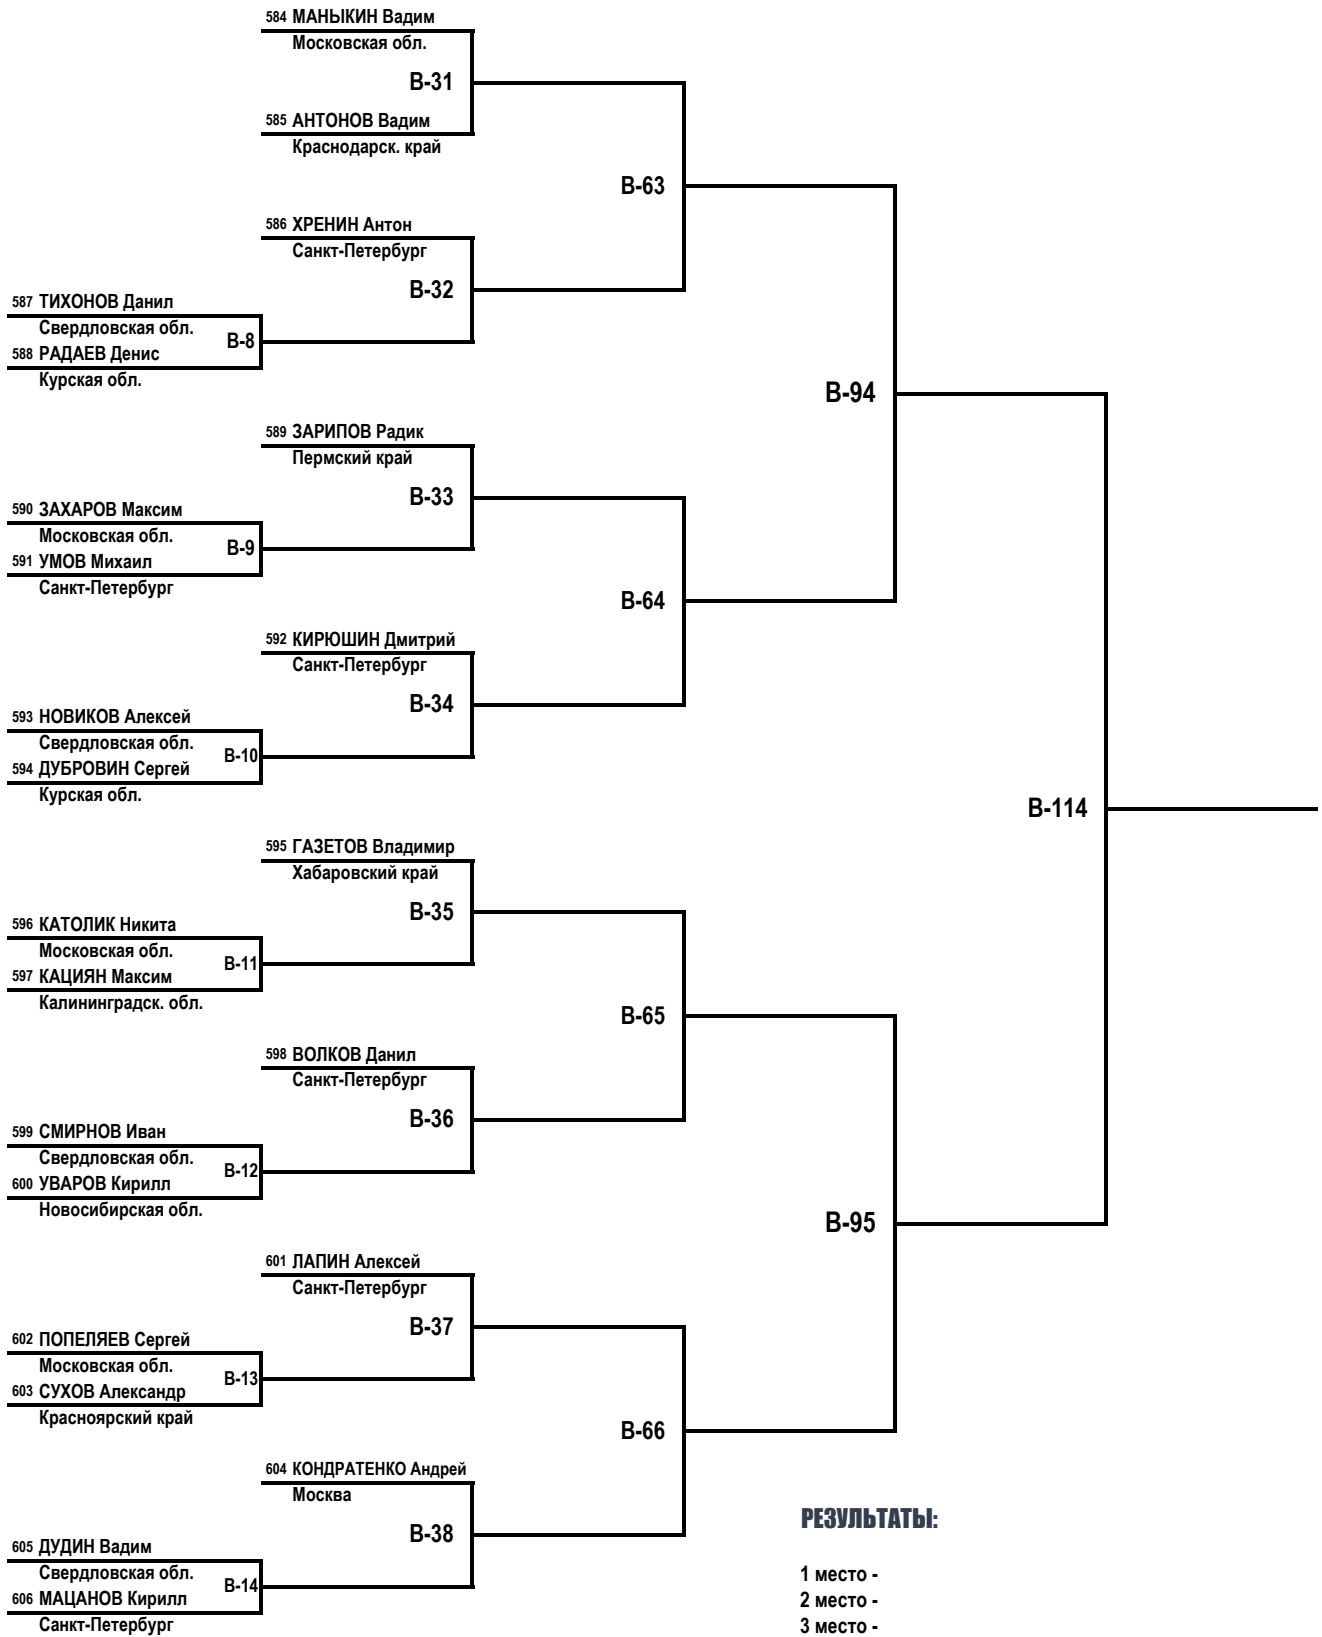 584 МАНЫКИН Вадим
Московская обл.
В-31
585 АНТОНОВ Вадим
Краснодарск. край
В-63
586 ХРЕНИН Антон
Санкт-Петербург
В-32
587 ТИХОНОВ Данил
Свердловская обл.
В-8
588 РАДАЕВ Денис
Курская обл.
В-94
589 ЗАРИПОВ Радик
Пермский край
В-33
590 ЗАХАРОВ Максим
Московская обл.
В-9
591 УМОВ Михаил
Санкт-Петербург
В-64
592 КИРЮШИН Дмитрий
Санкт-Петербург
В-34
593 НОВИКОВ Алексей
Свердловская обл.
В-10
594 ДУБРОВИН Сергей
Курская обл.
В-114
595 ГАЗЕТОВ Владимир
Хабаровский край
В-35
596 КАТОЛИК Никита
Московская обл.
В-11
597 КАЦИЯН Максим
Калининградск. обл.
В-65
598 ВОЛКОВ Данил
Санкт-Петербург
В-36
599 СМИРНОВ Иван
Свердловская обл.
В-12
600 УВАРОВ Кирилл
Новосибирская обл.
В-95
601 ЛАПИН Алексей
Санкт-Петербург
В-37
602 ПОПЕЛЯЕВ Сергей
Московская обл.
В-13
603 СУХОВ Александр
Красноярский край
В-66
604 КОНДРАТЕНКО Андрей
Москва
В-38
605 ДУДИН Вадим
Свердловская обл.
В-14
606 МАЦАНОВ Кирилл
Санкт-Петербург
РЕЗУЛЬТАТЫ:
1 место -
2 место -
3 место -